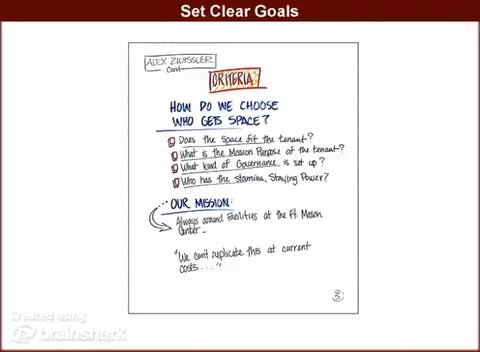 Set Clear Goals
ALEX ZWISSLER
Cont
CRITERIA
HOW DO WE CHOOSE
WHO GETS SPACE?
Does the Space fit the tenant?
What is the Mission Purpose of the tenant?
What kind of Governance is set up?
Who has the Stamina, Staying Power?
OUR MISSION:
Always around Facilities at the Ft. Mason
Center...
"We can't replicate this at current
costs...."
3
Created using
brainshark